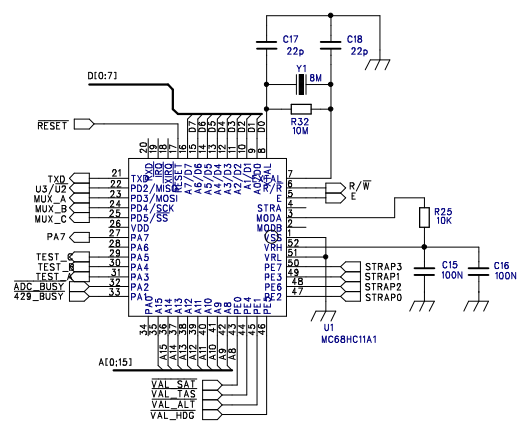 C17
22p
C18
22p
Y1
8M
D[0:7]
R32
10M
RESET
D7
D6
D5
D4
D3
D2
D1
D0
20
19
18
17
16
15
14
13
12
11
10
9
8
XIRQ
RESET
A7/D7
A6/D6
A5/D5
A4/D4
A3/D3
A2/D2
A1/D1
A0/D0
TXD 21 TXD XTAL 7
U3/U2 22 PD2/MISO R/R 6 R/W
MUX_A 23 PD3/MOSI E 5 E
MUX_B 24 PD4/SCK STRA 4
MUX_C 25 PD5/SS MODA 3
R25
10K
26 VDD MODB 2
PA7 27 PA7 VSS 1
28 PA6 VRH 52
TEST_C 29 PA5 VRL 51
TEST_B 30 PA4 PE7 50 STRAP3
TEST_A 31 PA3 PE3 49 STRAP1
ADC_BUSY 32 PA2 PE6 48 STRAP2
429_BUSY 33 PA1 PE2 47 STRAP0
C15
100N
C16
100N
PA0
A15
A14
A13
A12
A11
A10
A9
A8
PE0
PE4
PE1
PE5
34
35
36
37
38
39
40
41
42
43
44
45
46
U1
MC68HC11A1
A15
A14
A13
A12
A11
A10
A9
A8
A[0;15]
VAL_SAT
VAL_TAS
VAL_ALT
VAL_HDG